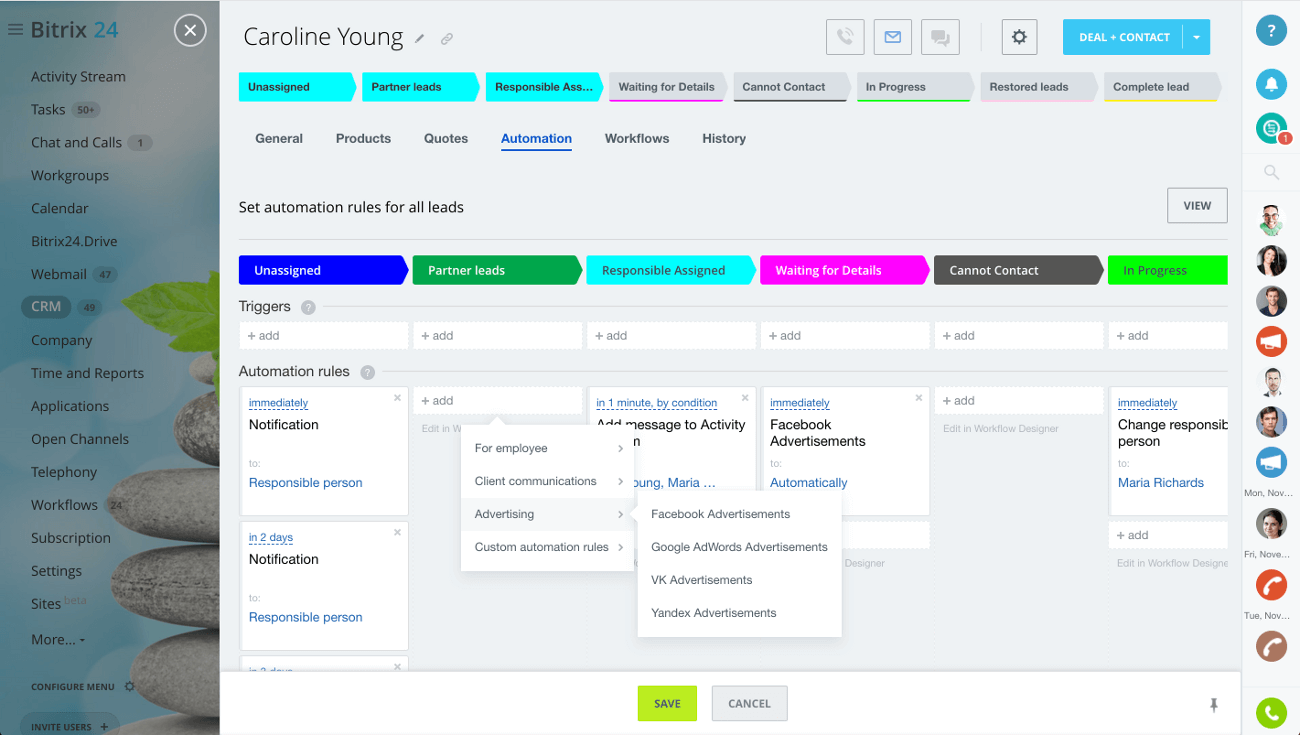 Bitrix 24
Activity Stream
Tasks 50+
Chat and Calls 1
Workgroups
Calendar
Bitrix24.Drive
Webmail 47
CRM 49
Company
Time and Reports
Applications
Open Channels
Telephony
Workflows 24
Subscription
Settings
Sites beta
More...
CONFIGURE MENU
INVITE USERS +
Caroline Young
DEAL + CONTACT
Unassigned
Partner leads
Responsible Ass...
Waiting for Details
Cannot Contact
In Progress
Restored leads
Complete lead
General
Products
Quotes
Automation
Workflows
History
Set automation rules for all leads
VIEW
Unassigned
Partner leads
Responsible Assigned
Waiting for Details
Cannot Contact
In Progress
Triggers ?
+ add
+ add
+ add
+ add
+ add
+ add
Automation rules ?
immediately
Notification
to:
Responsible person
in 2 days
Notification
to:
Responsible person
in 2 days
+ add
Edit in W
For employee
Client communications
Advertising
Custom automation rules
Facebook Advertisements
Google AdWords Advertisements
VK Advertisements
Yandex Advertisements
in 1 minute, by condition
Add message to Activity
m
oung, Maria ...
immediately
Facebook
Advertisements
to:
Automatically
Designer
+ add
Edit in Workflow Designer
immediately
Change responsib
person
to:
Maria Richards
+ add
Edit in Workflow Designe
SAVE
CANCEL
?
1
Mon, Nov...
Fri, Nove...
Tue, Nov...